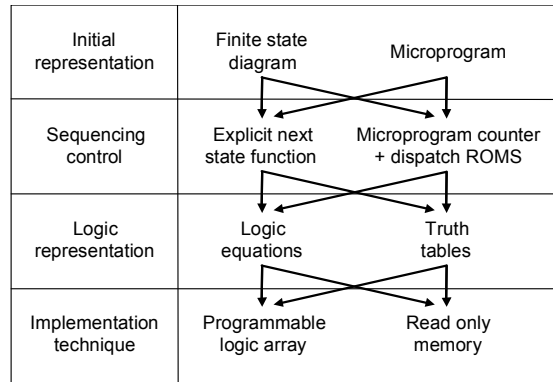 Initial
representation
Finite state
diagram
Microprogram
Sequencing
control
Explicit next
state function
Microprogram counter
+ dispatch ROMS
Logic
representation
Logic
equations
Truth
tables
Implementation
technique
Programmable
logic array
Read only
memory